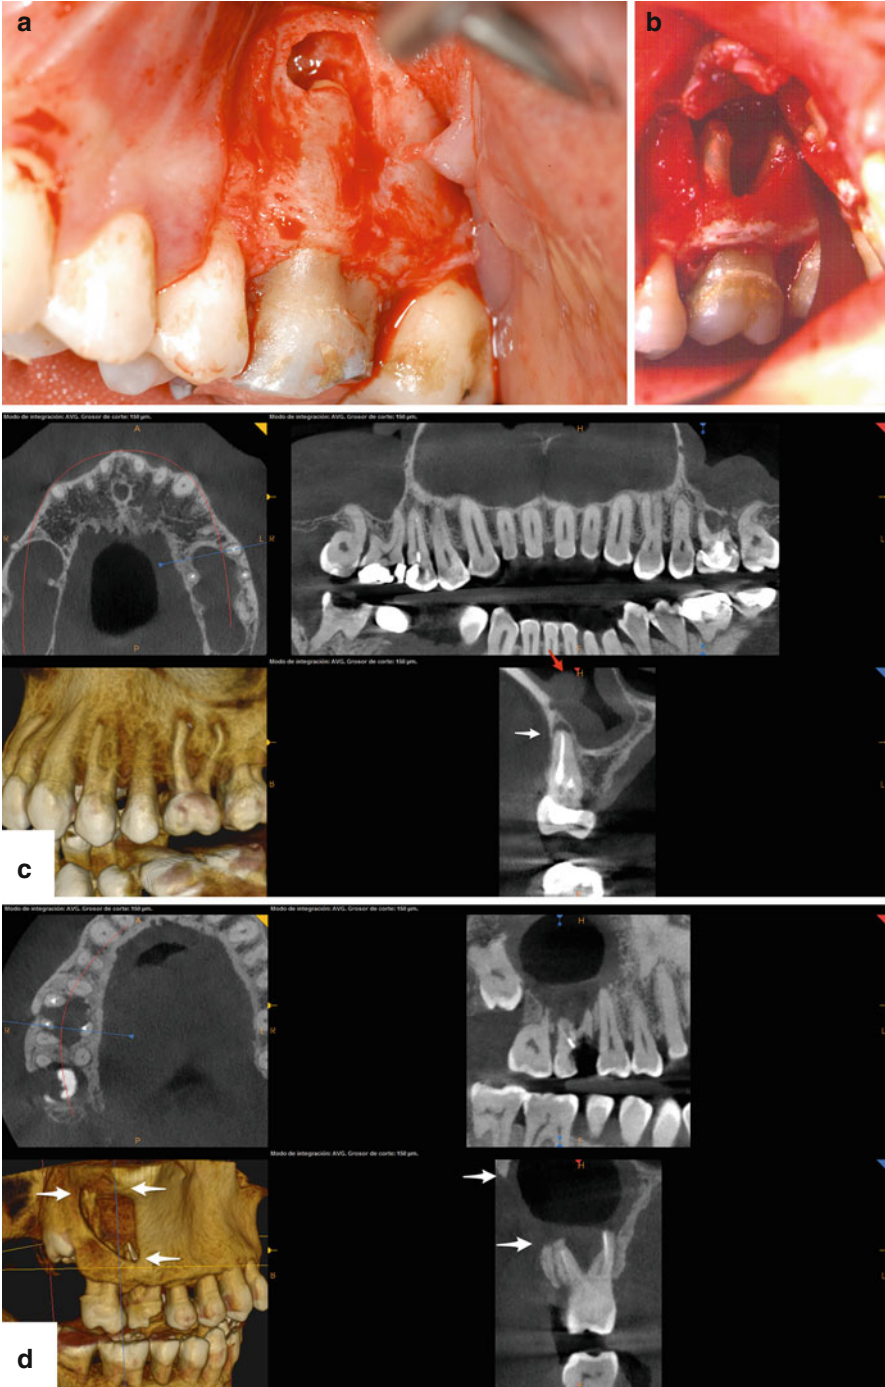 a
b
Modo de integración: AVG. Grosor de corte: 150 µm.
Modo de integración: AVG. Grosor de corte: 150 µm.
A
H
R
L
R
L
P
Modo de integración: AVG. Grosor de corte: 150 µm.
H
B
L
c
Modo de integración: AVG. Grosor de corte: 150 µm.
Modo de integración: AVG. Grosor de corte: 150 µm.
A
H
R
L
R
L
P
Modo de integración: AVG. Grosor de corte: 150 µm.
H
B
L
d